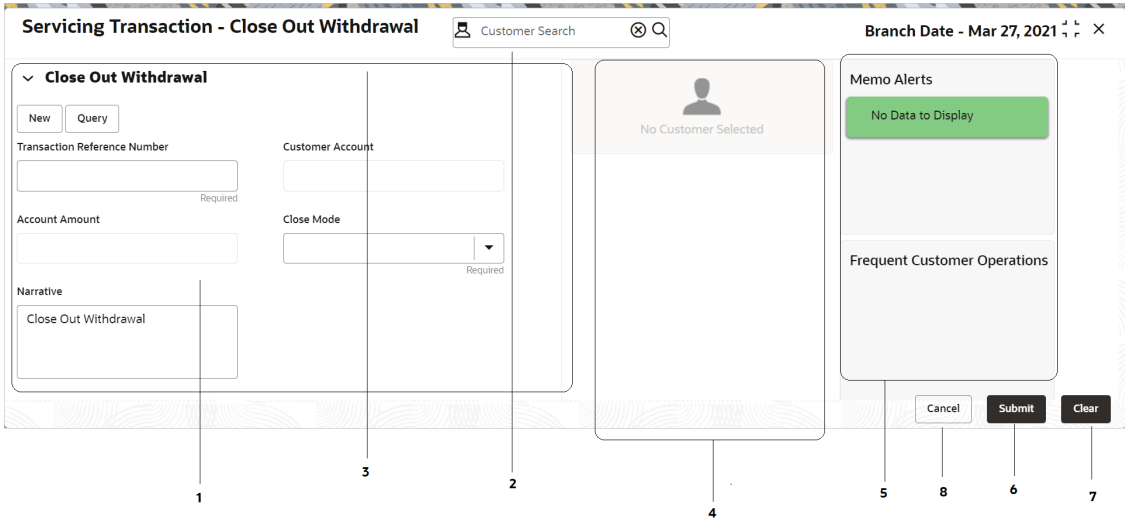 Servicing Transaction - Close Out Withdrawal
Customer Search
Branch Date - Mar 27, 2021
Close Out Withdrawal
New
Query
Transaction Reference Number
Customer Account
Required
Account Amount
Close Mode
Required
Narrative
Close Out Withdrawal
No Customer Selected
Memo Alerts
No Data to Display
Frequent Customer Operations
Cancel
Submit
Clear
1
3
2
4
5
8
6
7